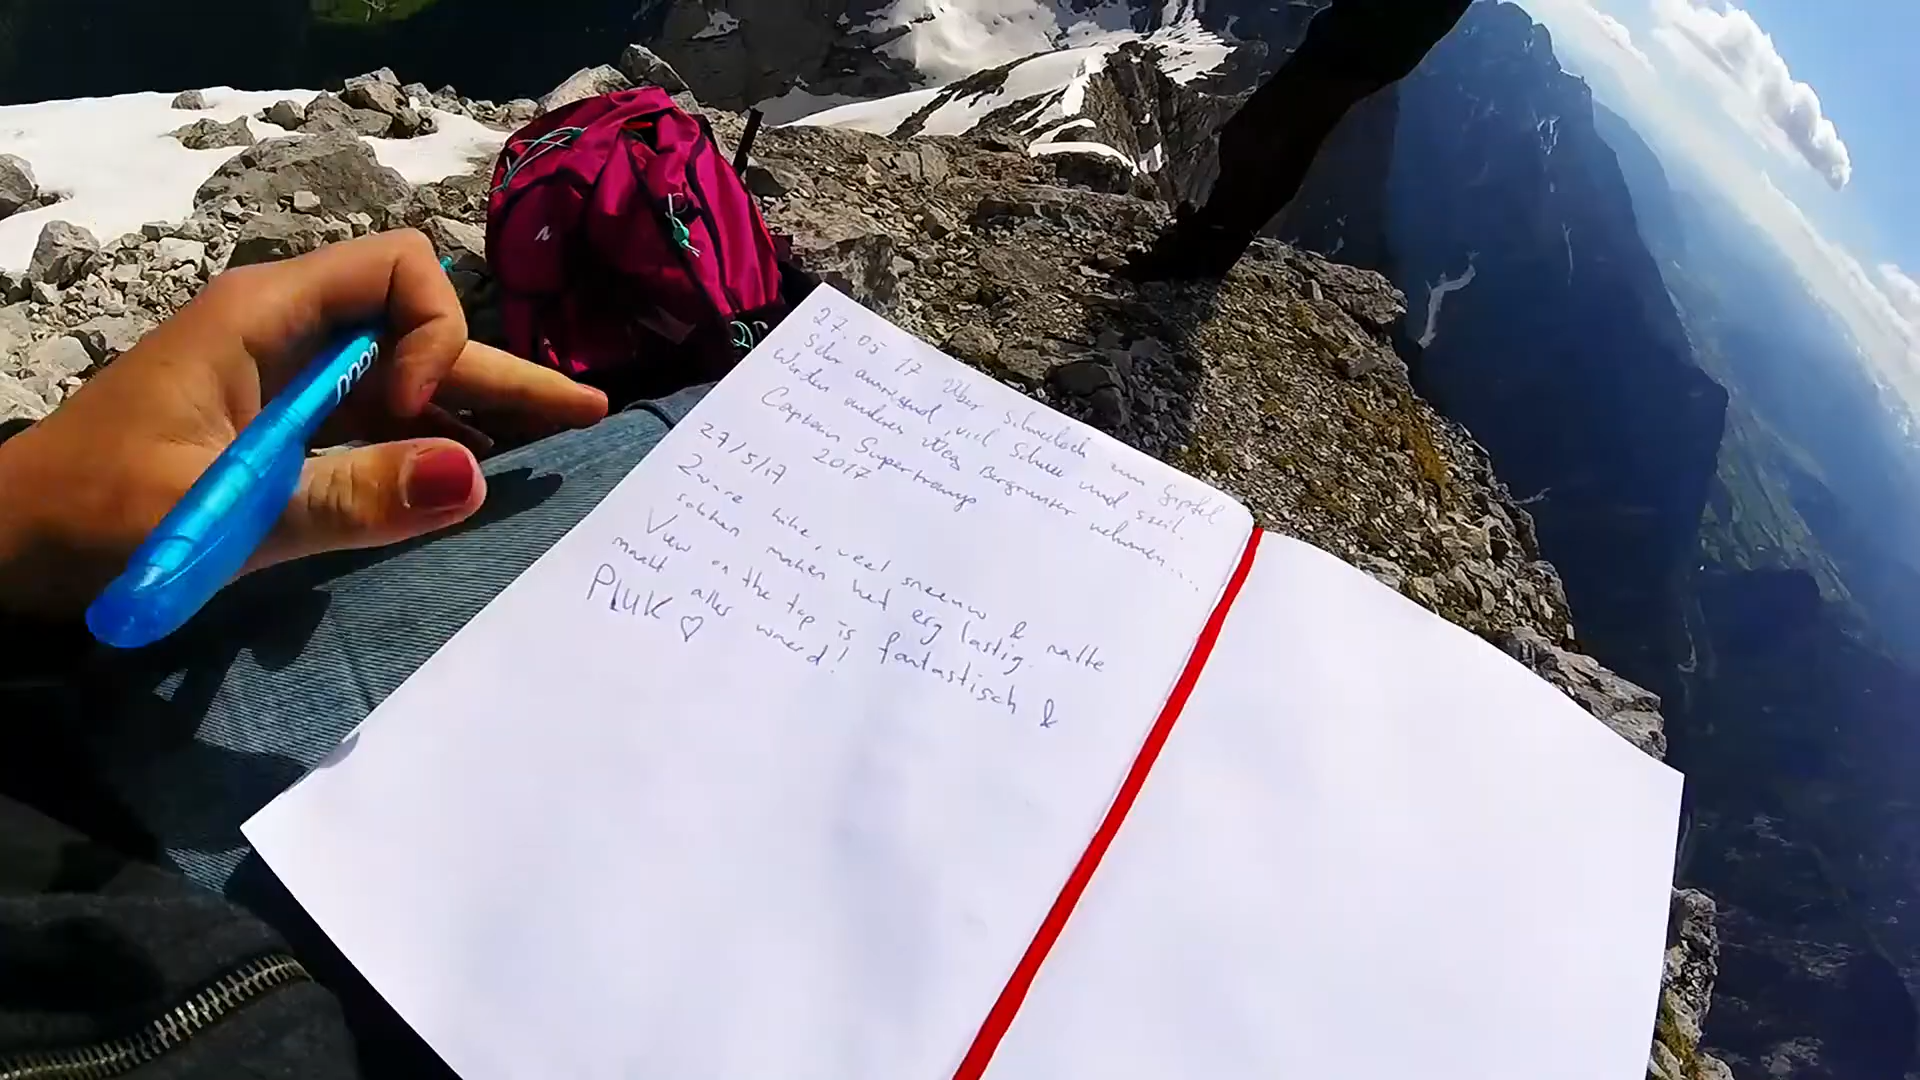 27.05 17 Über Schneeloch zum Gipfel
Sehr anstrengend, viel Schnee und steil.
Werden anderen Weg Bergrunter nehmen....
Captain Supertramp
2017
27/5/17
Zware hike, veel sneeuw & natte
sokken maken het erg lastig.
View on the top is fantastisch &
maakt alles waard!
Pluk ♡